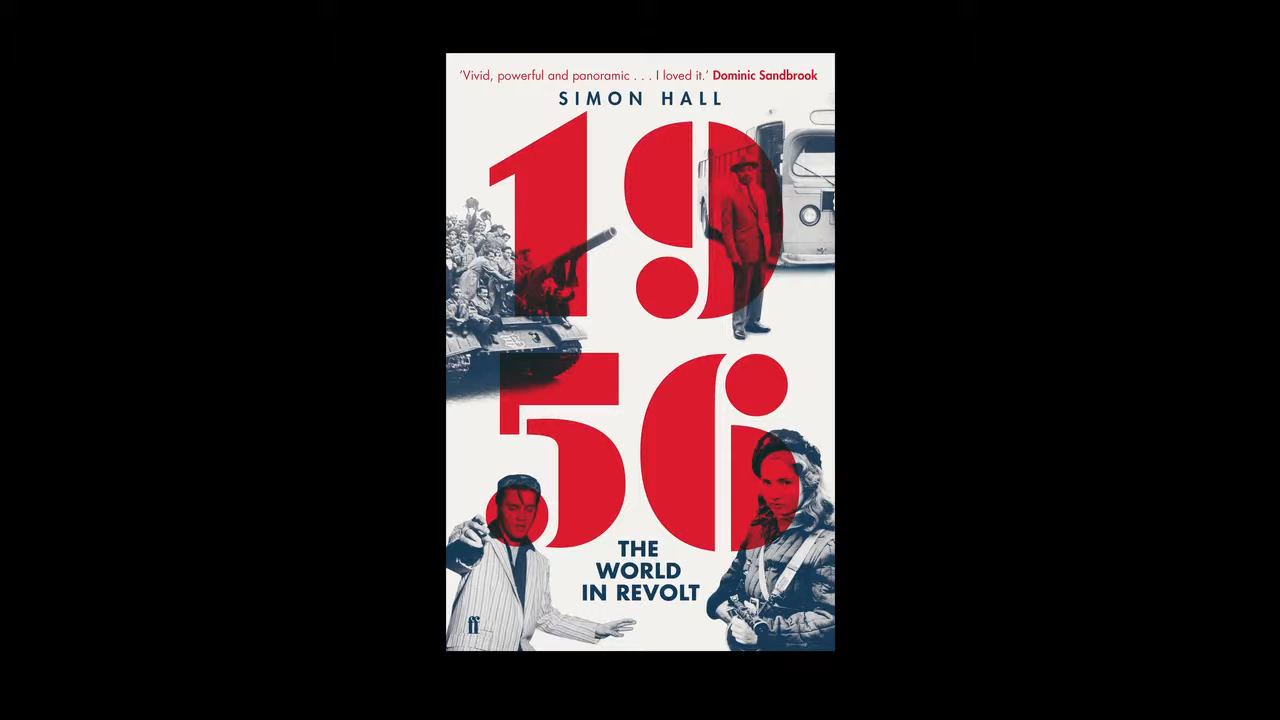 'Vivid, powerful and panoramic . . . I loved it.' Dominic Sandbrook
SIMON HALL
19
56
THE
WORLD
IN REVOLT
ff